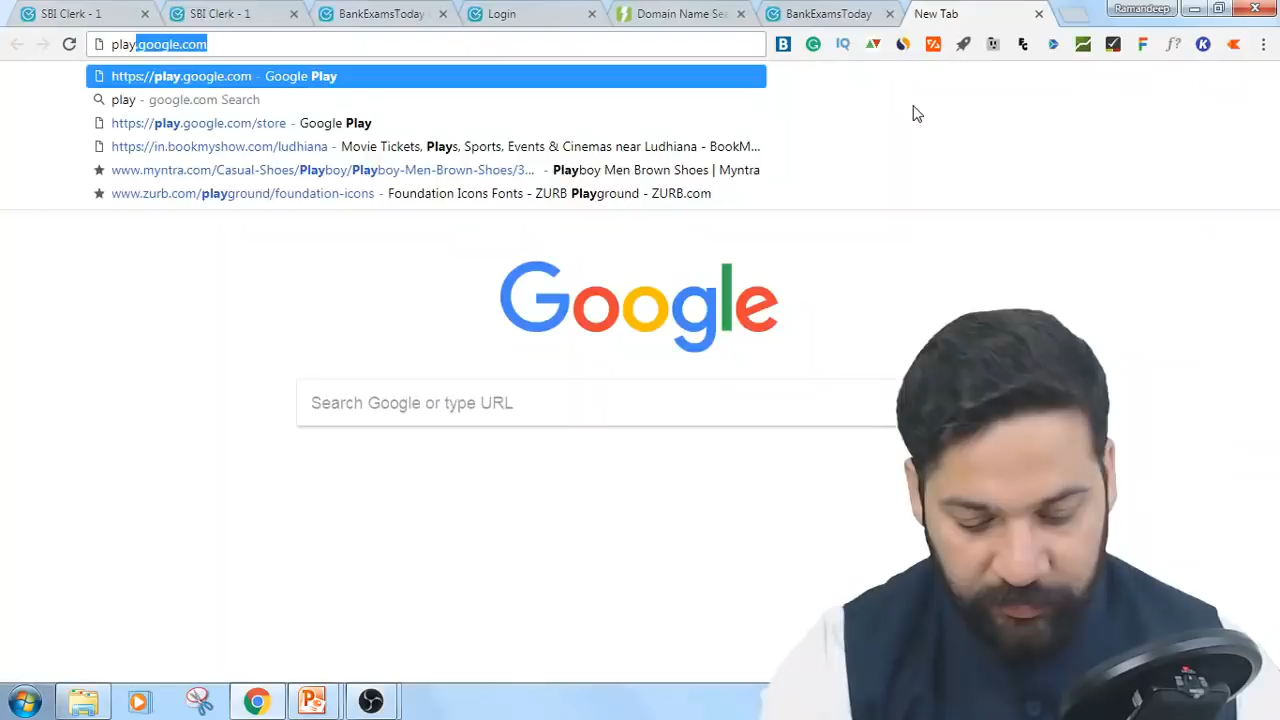 SBI Clerk - 1
SBI Clerk - 1
BankExamsToday
Login
Domain Name Sea
BankExamsToday
New Tab
Ramandeep
play.google.com
https://play.google.com - Google Play
play - google.com Search
https://play.google.com/store - Google Play
https://in.bookmyshow.com/ludhiana - Movie Tickets, Plays, Sports, Events & Cinemas near Ludhiana - BookM...
www.myntra.com/Casual-Shoes/Playboy/Playboy-Men-Brown-Shoes/3... - Playboy Men Brown Shoes | Myntra
www.zurb.com/playground/foundation-icons - Foundation Icons Fonts - ZURB Playground - ZURB.com
Google
Search Google or type URL